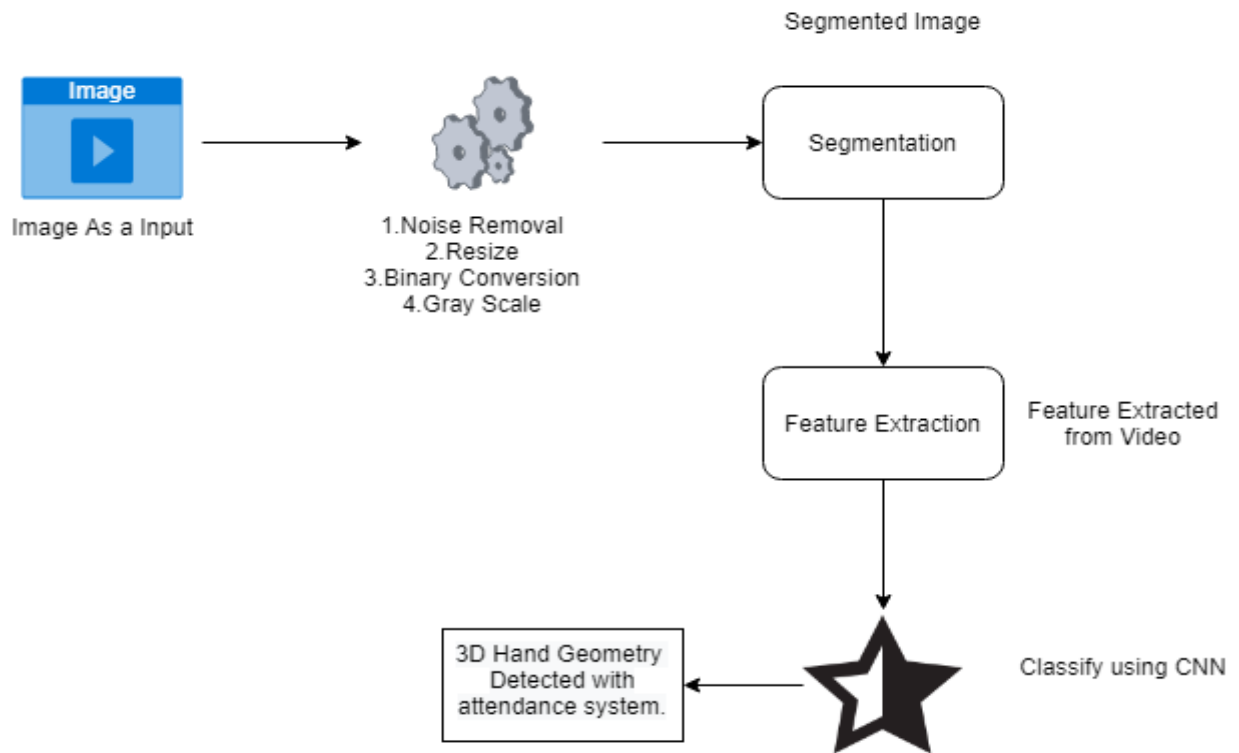 Segmented Image
Image
Image As a Input
1.Noise Removal
2.Resize
3.Binary Conversion
4.Gray Scale
Segmentation
Feature Extraction
Feature Extracted
from Video
Classify using CNN
3D Hand Geometry
Detected with
attendance system.